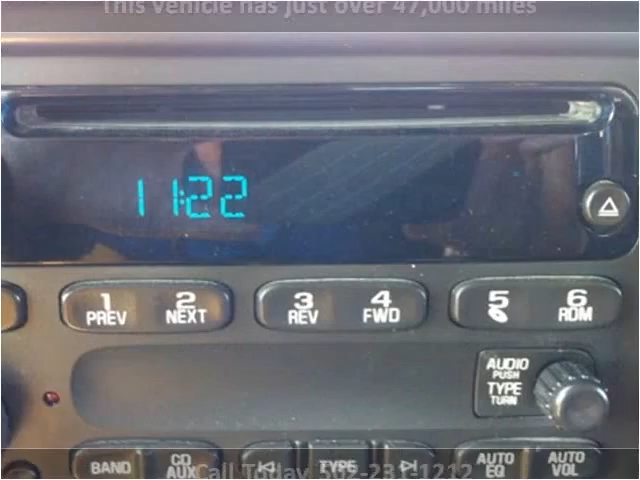 This vehicle has just over 47,000 miles
11:22
1 2 3 4 5 6
PREV NEXT REV FWD RDM
AUDIO
PUSH
TYPE
TURN
BAND CD AUX TYPE AUTO EQ AUTO VOL
Call Today 302-231-1212